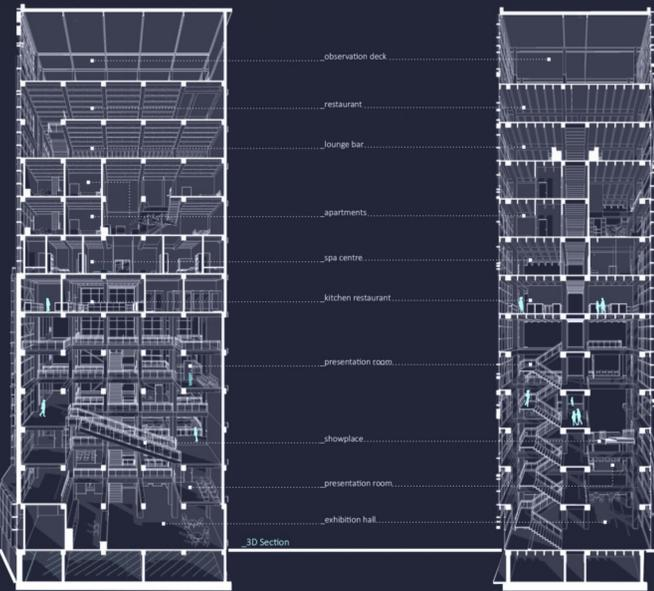 _observation deck
_restaurant
_lounge bar
_apartments
_spa centre
_kitchen restaurant
_presentation room
_showplace
_presentation room
_exhibition hall
_3D Section